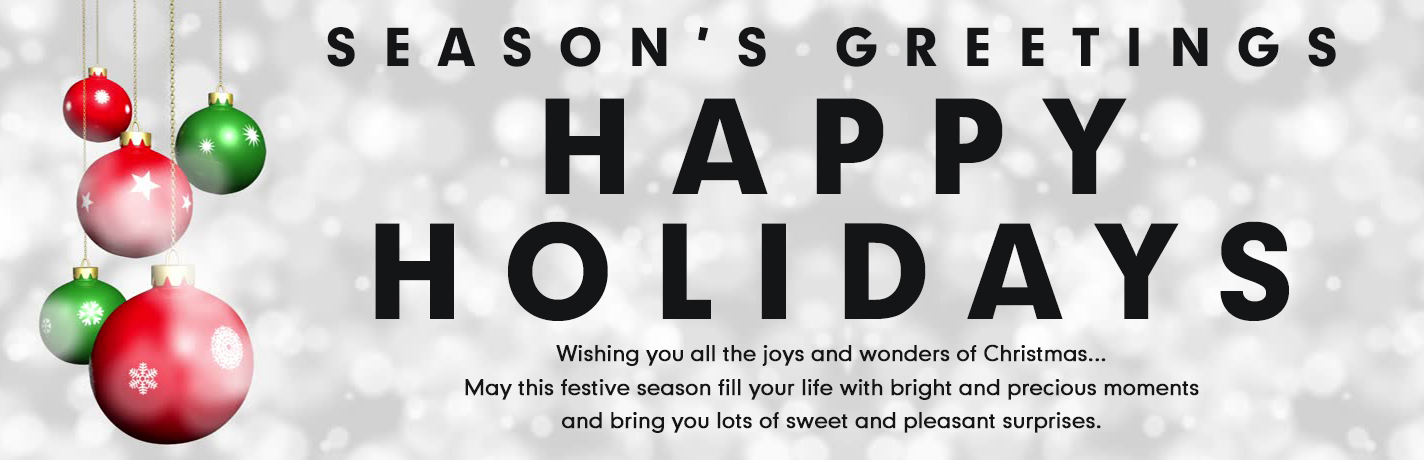 SEASON'S GREETINGS
HAPPY
HOLIDAYS
Wishing you all the joys and wonders of Christmas...
May this festive season fill your life with bright and precious moments
and bring you lots of sweet and pleasant surprises.